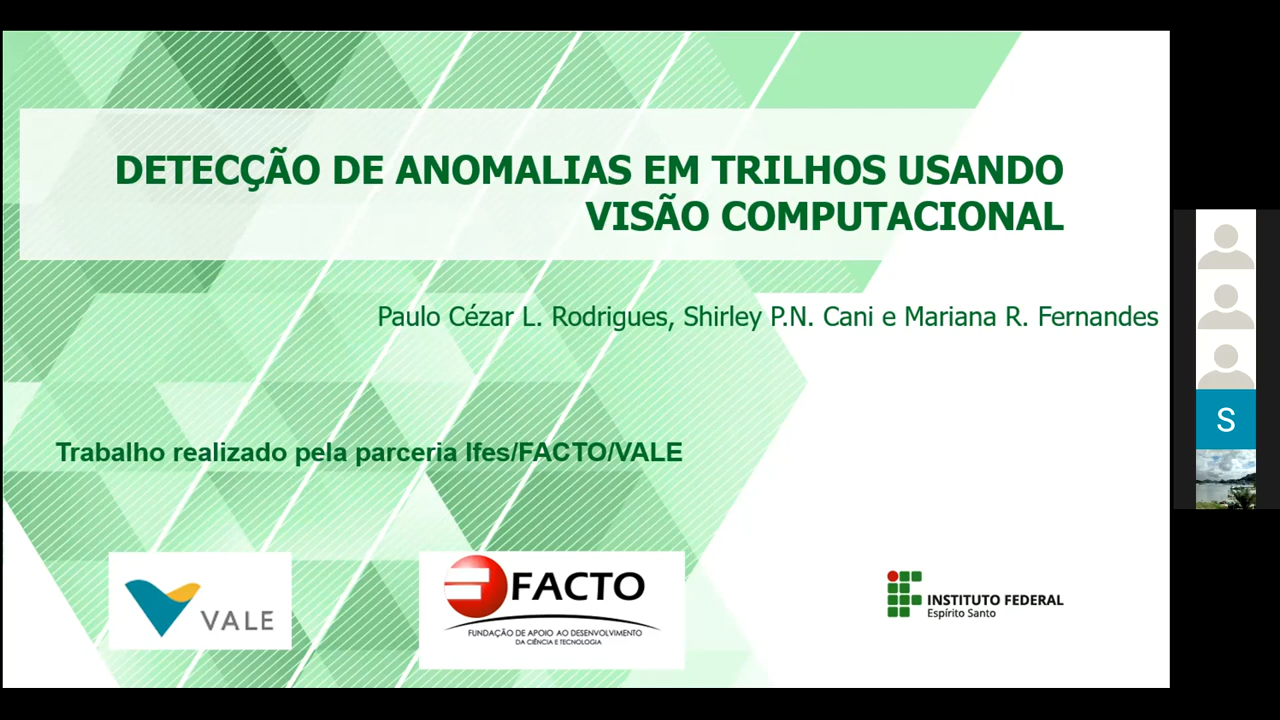 DETECÇÃO DE ANOMALIAS EM TRILHOS USANDO
VISÃO COMPUTACIONAL
Paulo Cézar L. Rodrigues, Shirley P.N. Cani e Mariana R. Fernandes
Trabalho realizado pela parceria Ifes/FACTO/VALE
VALE
FACTO
FUNDAÇÃO DE APOIO AO DESENVOLVIMENTO
DA CIÊNCIA E TECNOLOGIA
INSTITUTO FEDERAL
Espírito Santo
S